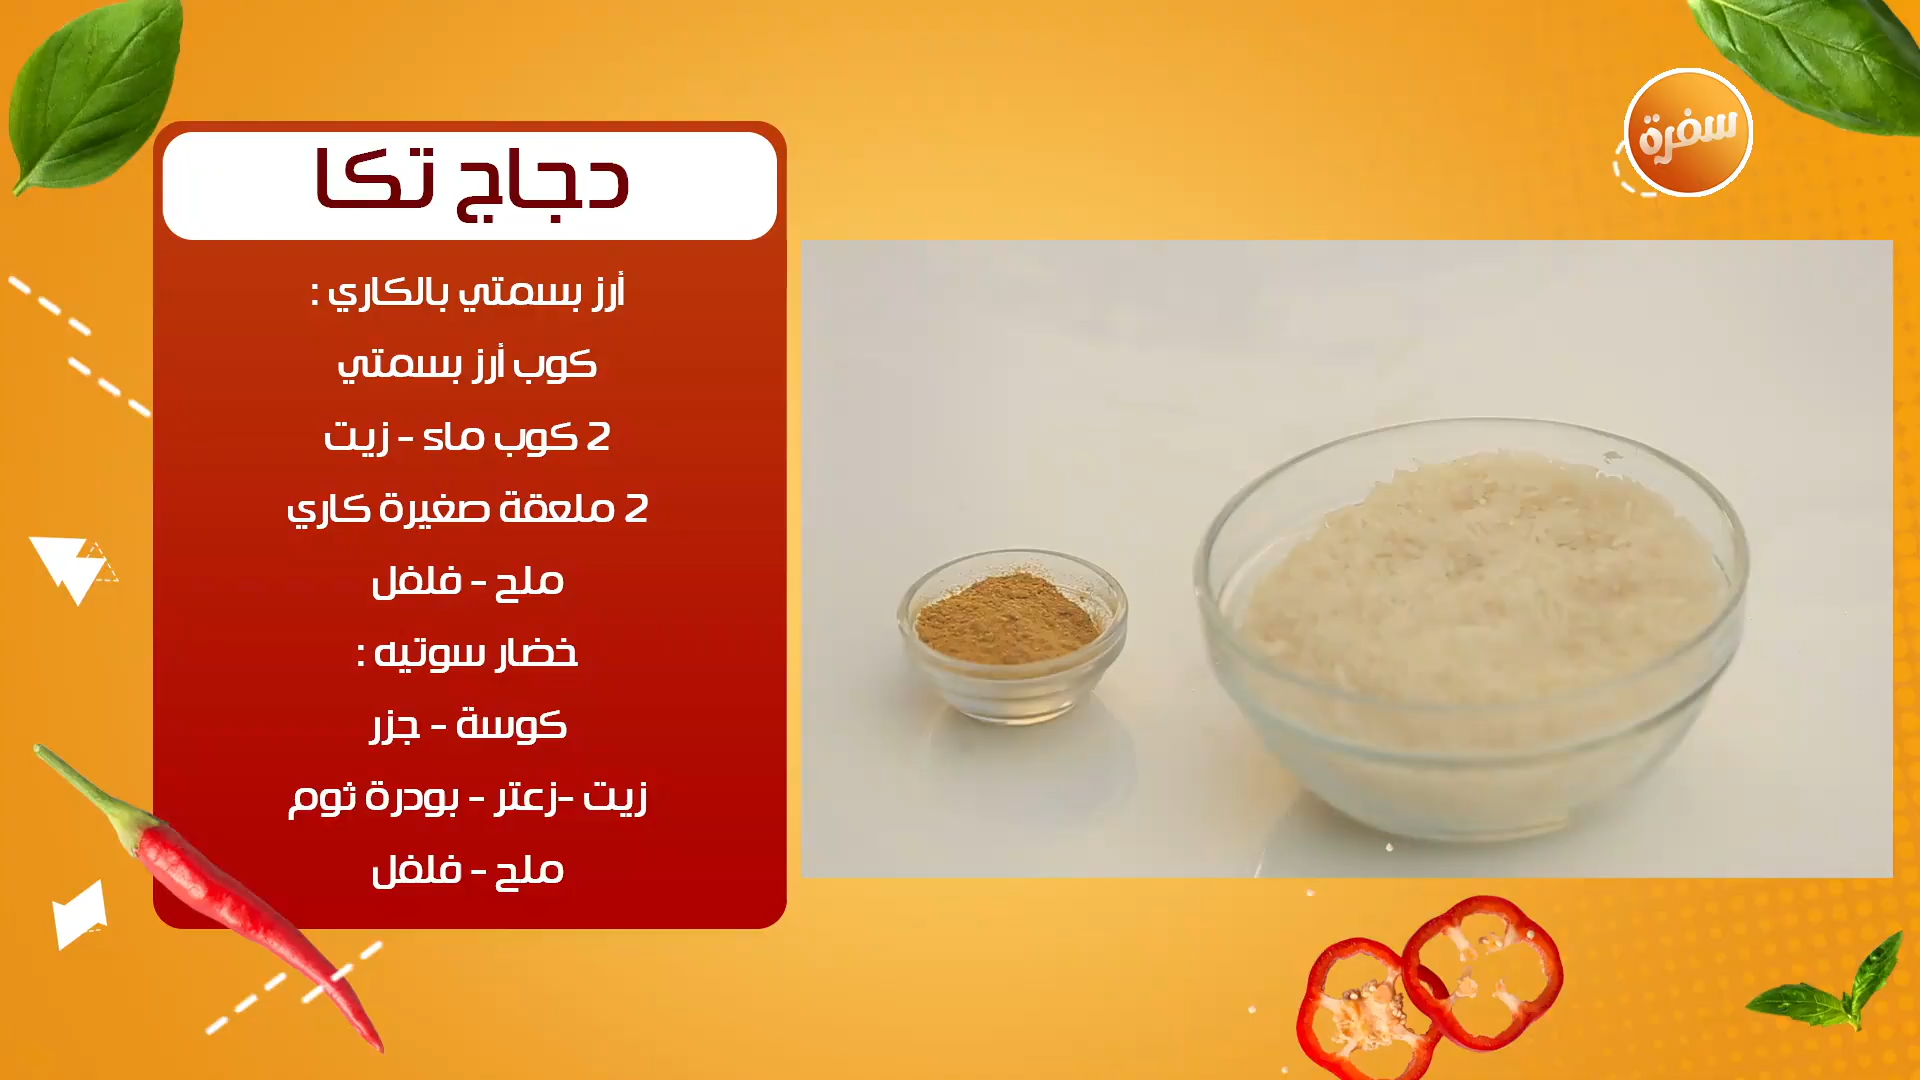 سفرة
دجاج تكا
أرز بسمتي بالكاري :
كوب أرز بسمتي
2 كوب ماء - زيت
2 ملعقة صغيرة كاري
ملح - فلفل
خضار سوتيه :
كوسة - جزر
زيت -زعتر - بودرة ثوم
ملح - فلفل